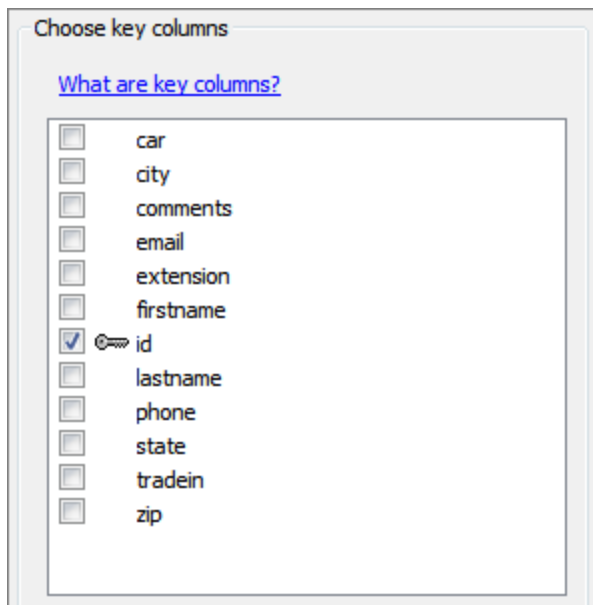 Choose key columns
What are key columns?
car
city
comments
email
extension
firstname
id
lastname
phone
state
tradein
zip